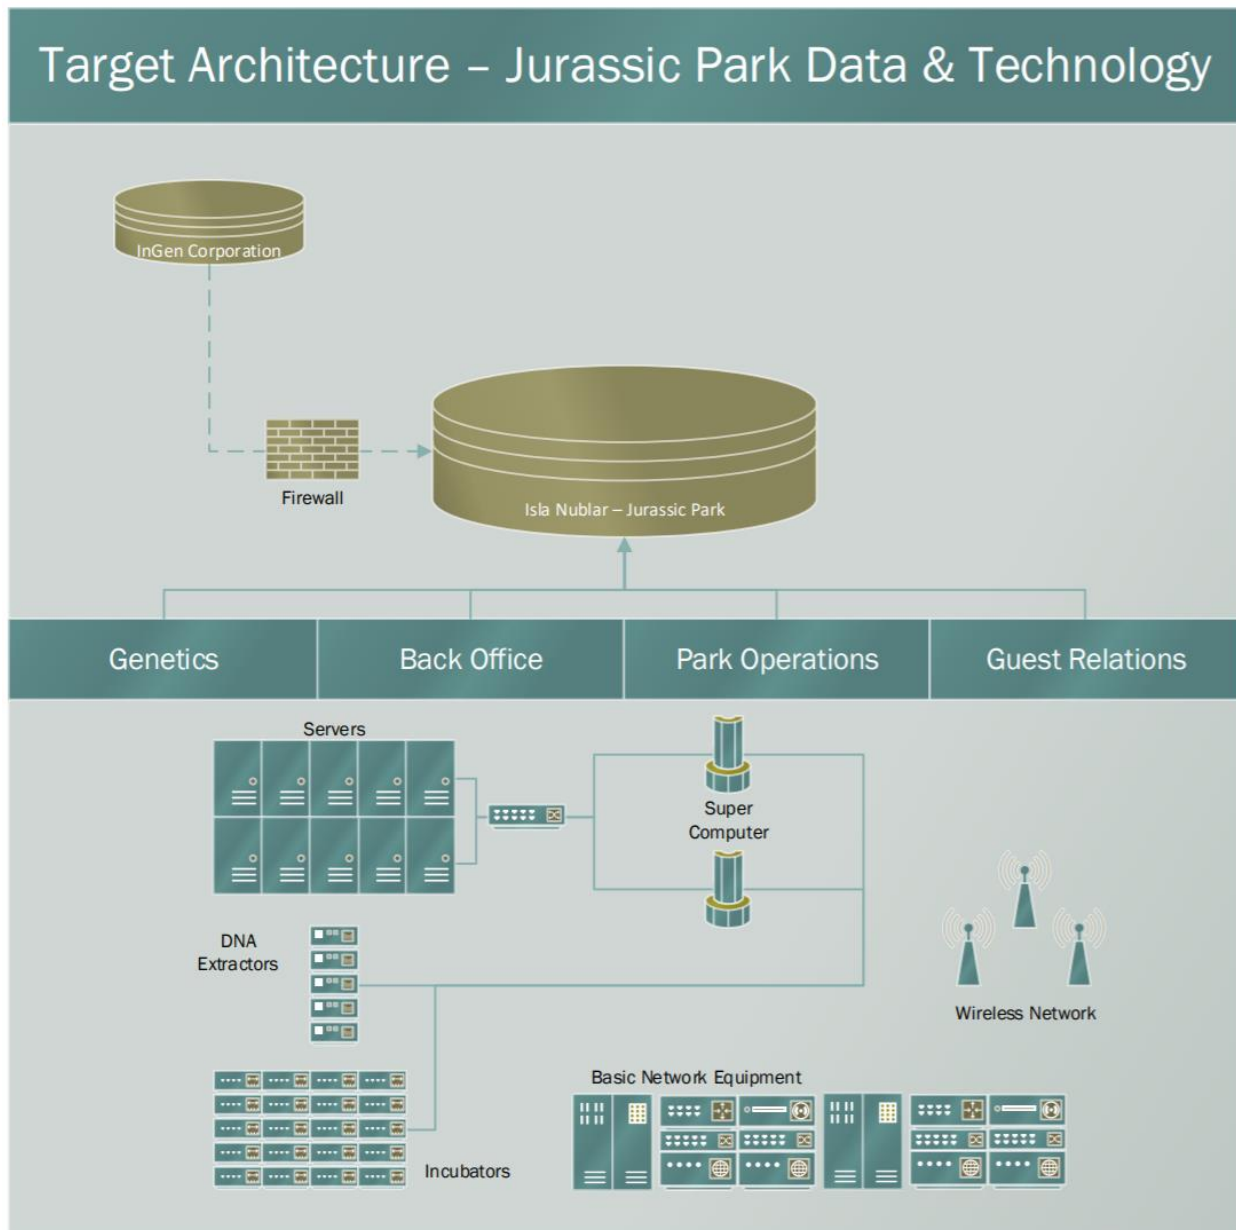 Target Architecture – Jurassic Park Data & Technology
InGen Corporation
Firewall
Isla Nublar – Jurassic Park
Genetics
Back Office
Park Operations
Guest Relations
Servers
Super
Computer
DNA
Extractors
Wireless Network
Basic Network Equipment
Incubators